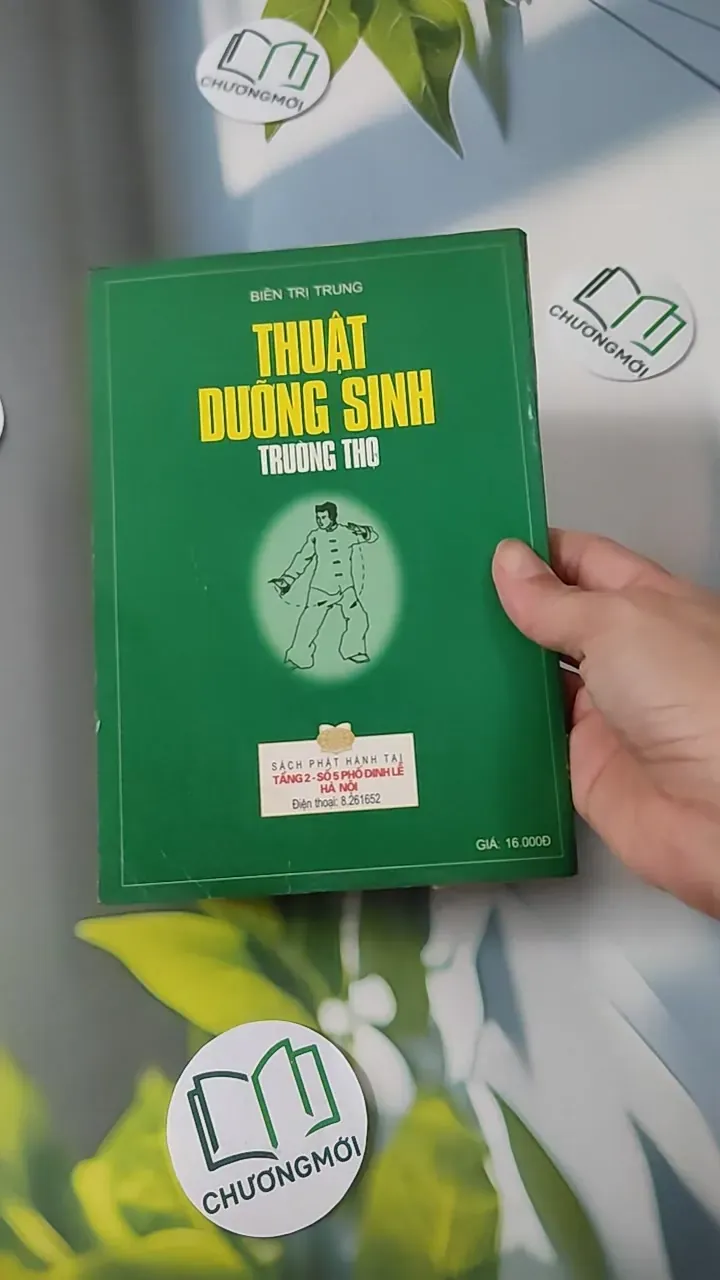 CHƯƠNGMỚI
CHƯƠNGMỚI
BIÊN TRỊ TRUNG
THUẬT
DƯỠNG SINH
TRƯỜNG THỌ
SÁCH PHÁT HÀNH TẠI
TẦNG 2 - SỐ 5 PHỐ ĐINH LỄ
HÀ NỘI
Điện thoại: 8.261652
GIÁ: 16.000Đ
CHƯƠNGMỚI